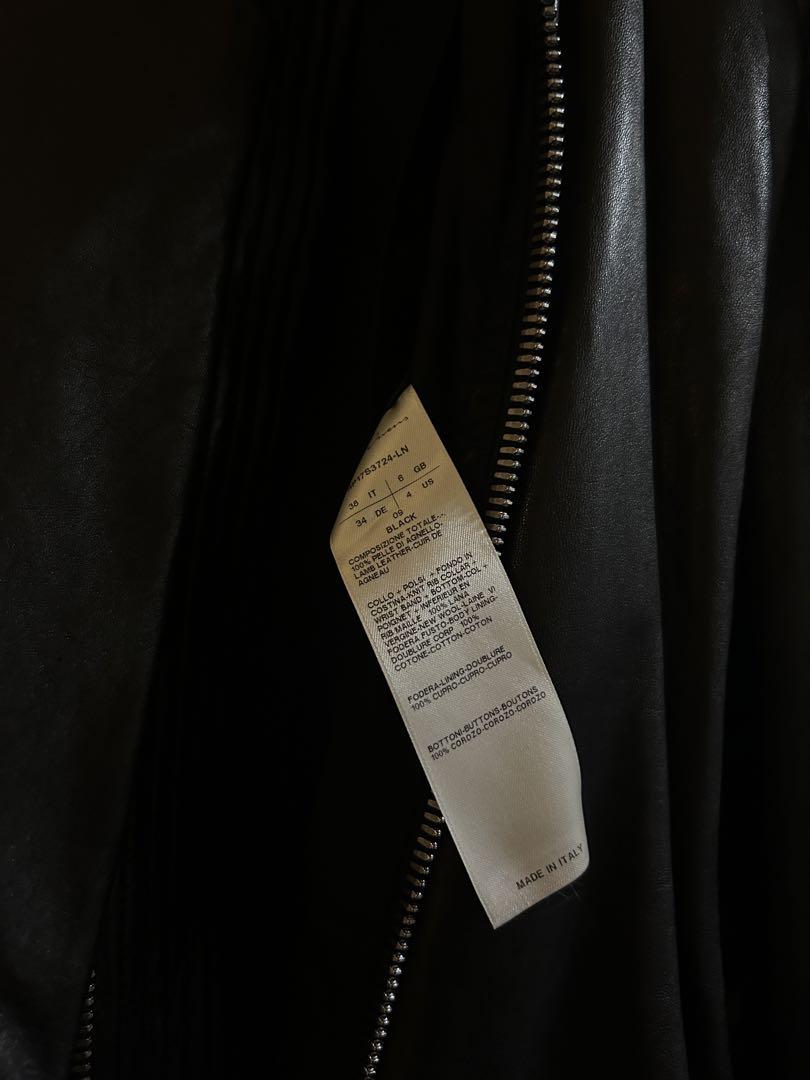 17S3724-LN
38 IT 6 GB
34 DE 4 US
09
BLACK
COMPOSIZIONE TOTALE-
100% PELLE DI AGNELLO-
LAMB LEATHER-CUIR DE
AGNEAU
COLLO + POLSI + FONDO IN
COSTINA-KNIT RIB COLLAR +
WRIST BAND + BOTTOM-COL +
POIGNET + INFERIEUR EN
RIB MAILLE, 100% LANA
VERGINE-NEW WOOL-LAINE V)
FODERA FUSTO-BODY LINING-
DOUBLURE CORP 100%
COTONE-COTTON-COTON
FODERA-LINING-DOUBLURE
100% CUPRO-CUPRO-CUPRO
BOTTONI-BUTTONS-BOUTONS
100% COROZO-COROZO-COROZO
MADE IN ITALY